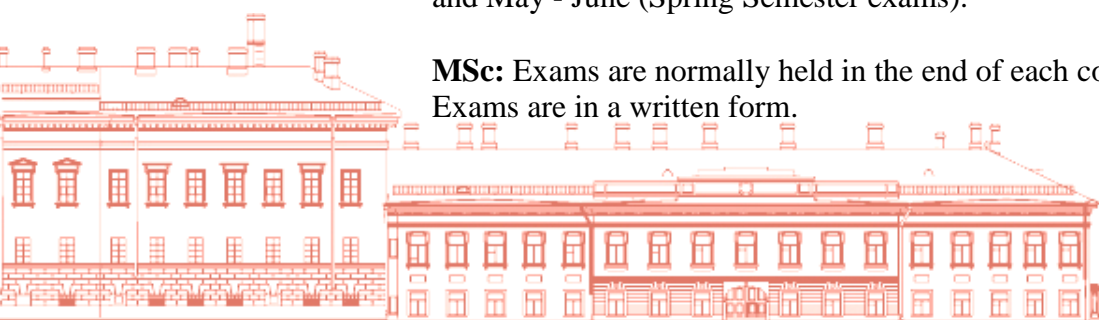 and May - June (Spring Semester exams).
MSc: Exams are normally held in the end of each
Exams are in a written form.